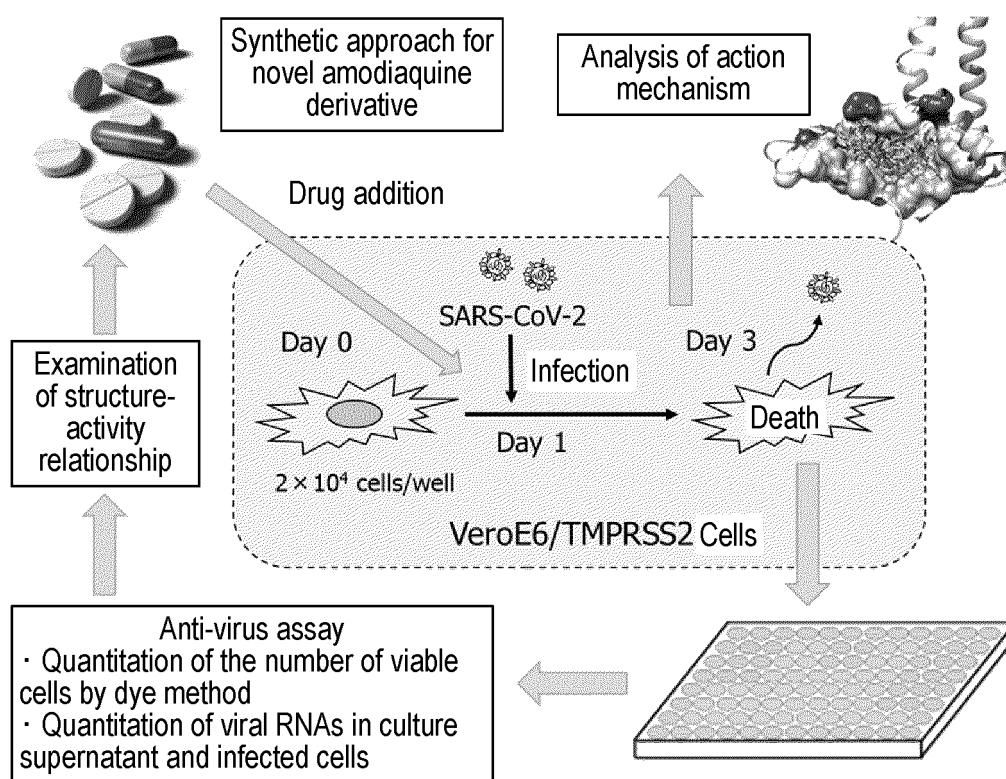 Synthetic approach for
novel amodiaquine
derivative
Analysis of action
mechanism
Drug addition
SARS-CoV-2
Day 0
Infection
Day 3
Death
Day 1
2 × 10⁴ cells/well
VeroE6/TMPRSS2 Cells
Examination
of structure-
activity
relationship
Anti-virus assay
・Quantitation of the number of viable
cells by dye method
・Quantitation of viral RNAs in culture
supernatant and infected cells